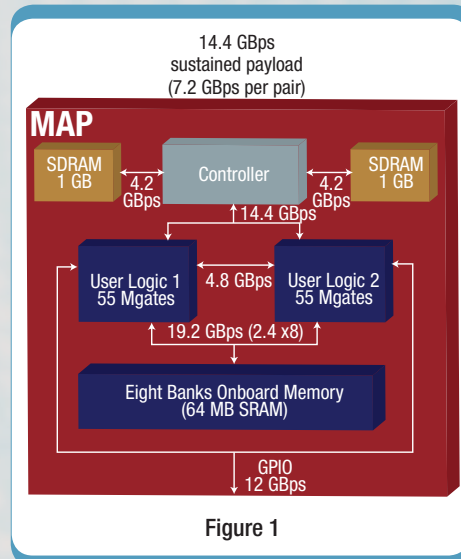 14.4 GBps
sustained payload
(7.2 GBps per pair)
MAP
SDRAM
1 GB
4.2
GBps
Controller
4.2
GBps
SDRAM
1 GB
14.4 GBps
User Logic 1
55 Mgates
4.8 GBps
User Logic 2
55 Mgates
19.2 GBps (2.4 x8)
Eight Banks Onboard Memory
(64 MB SRAM)
GPIO
12 GBps
Figure 1